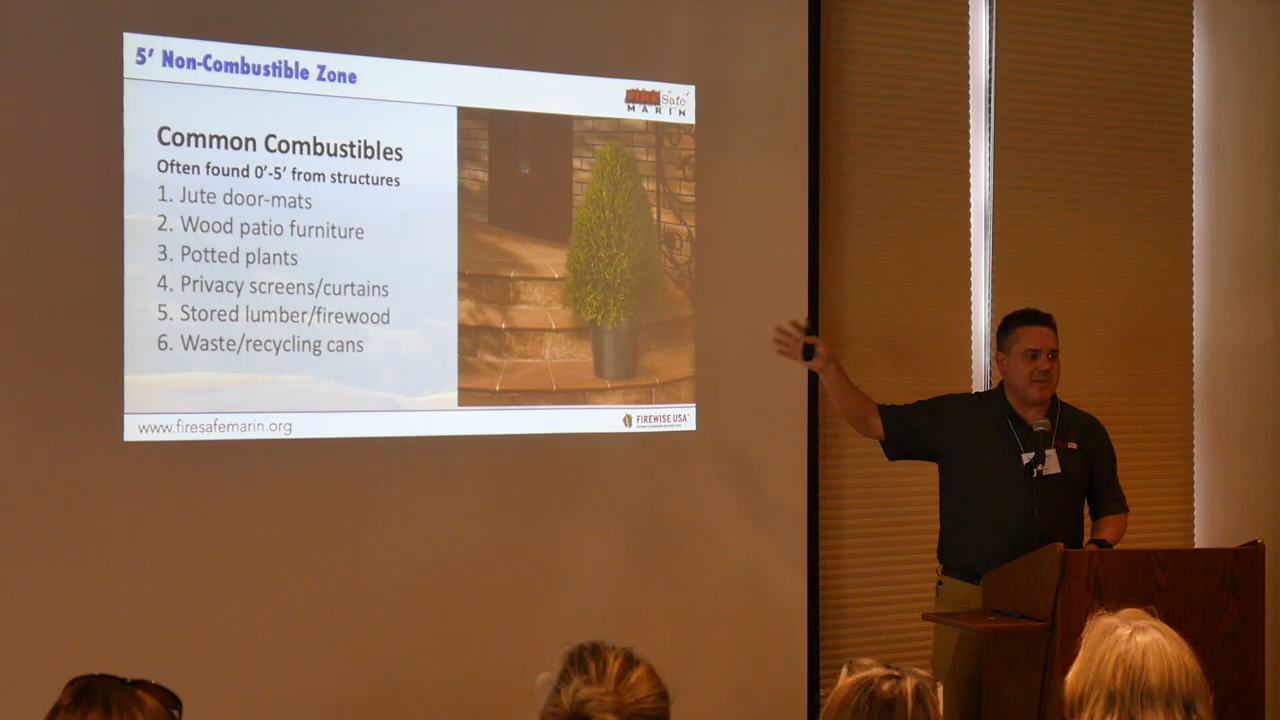 5' Non-Combustible Zone
FIRE Safe
MARIN
Common Combustibles
Often found 0'-5' from structures
1. Jute door-mats
2. Wood patio furniture
3. Potted plants
4. Privacy screens/curtains
5. Stored lumber/firewood
6. Waste/recycling cans
www.firesafemarin.org
FIREWISE USA